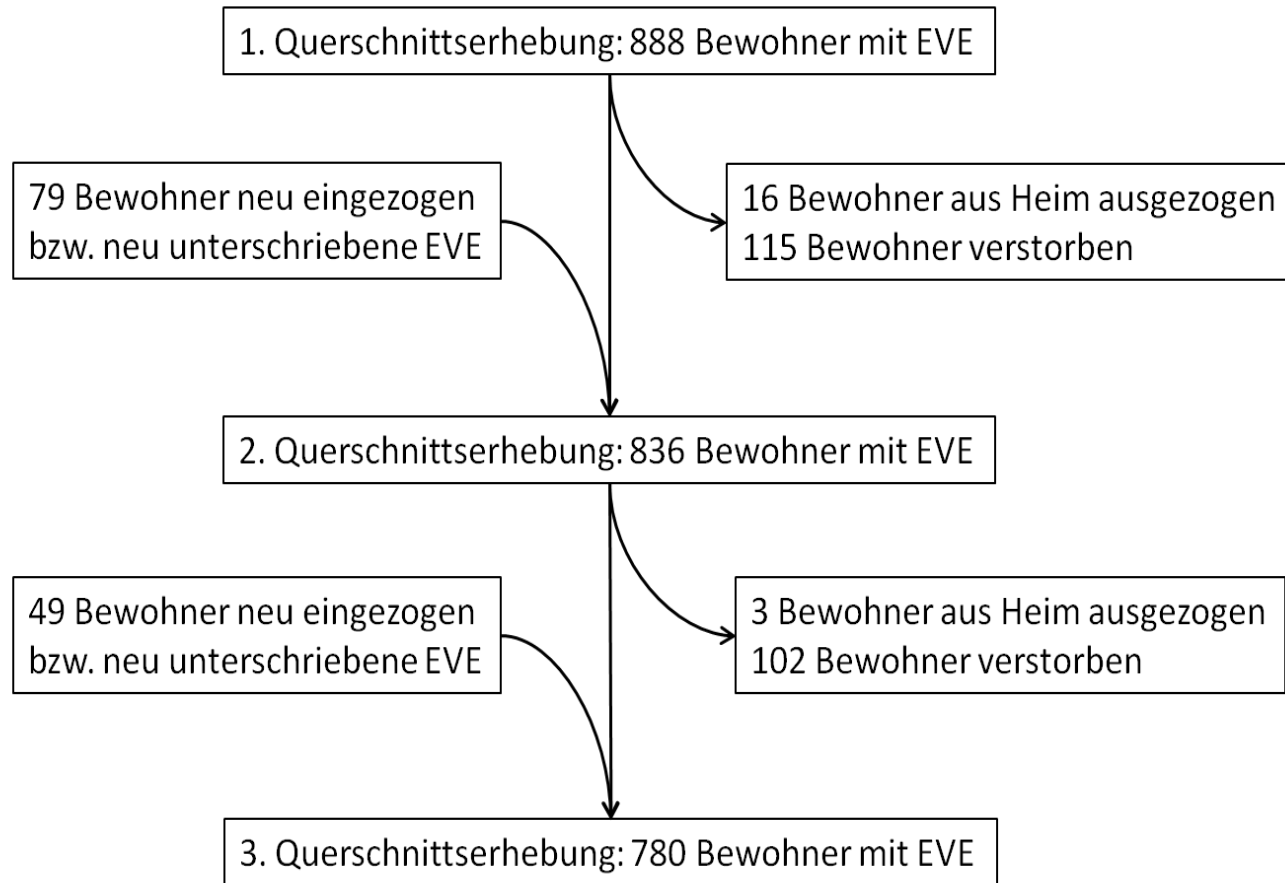 1. Querschnittserhebung: 888 Bewohner mit EVE
79 Bewohner neu eingezogen
bzw. neu unterschriebene EVE
16 Bewohner aus Heim ausgezogen
115 Bewohner verstorben
2. Querschnittserhebung: 836 Bewohner mit EVE
49 Bewohner neu eingezogen
bzw. neu unterschriebene EVE
3 Bewohner aus Heim ausgezogen
102 Bewohner verstorben
3. Querschnittserhebung: 780 Bewohner mit EVE